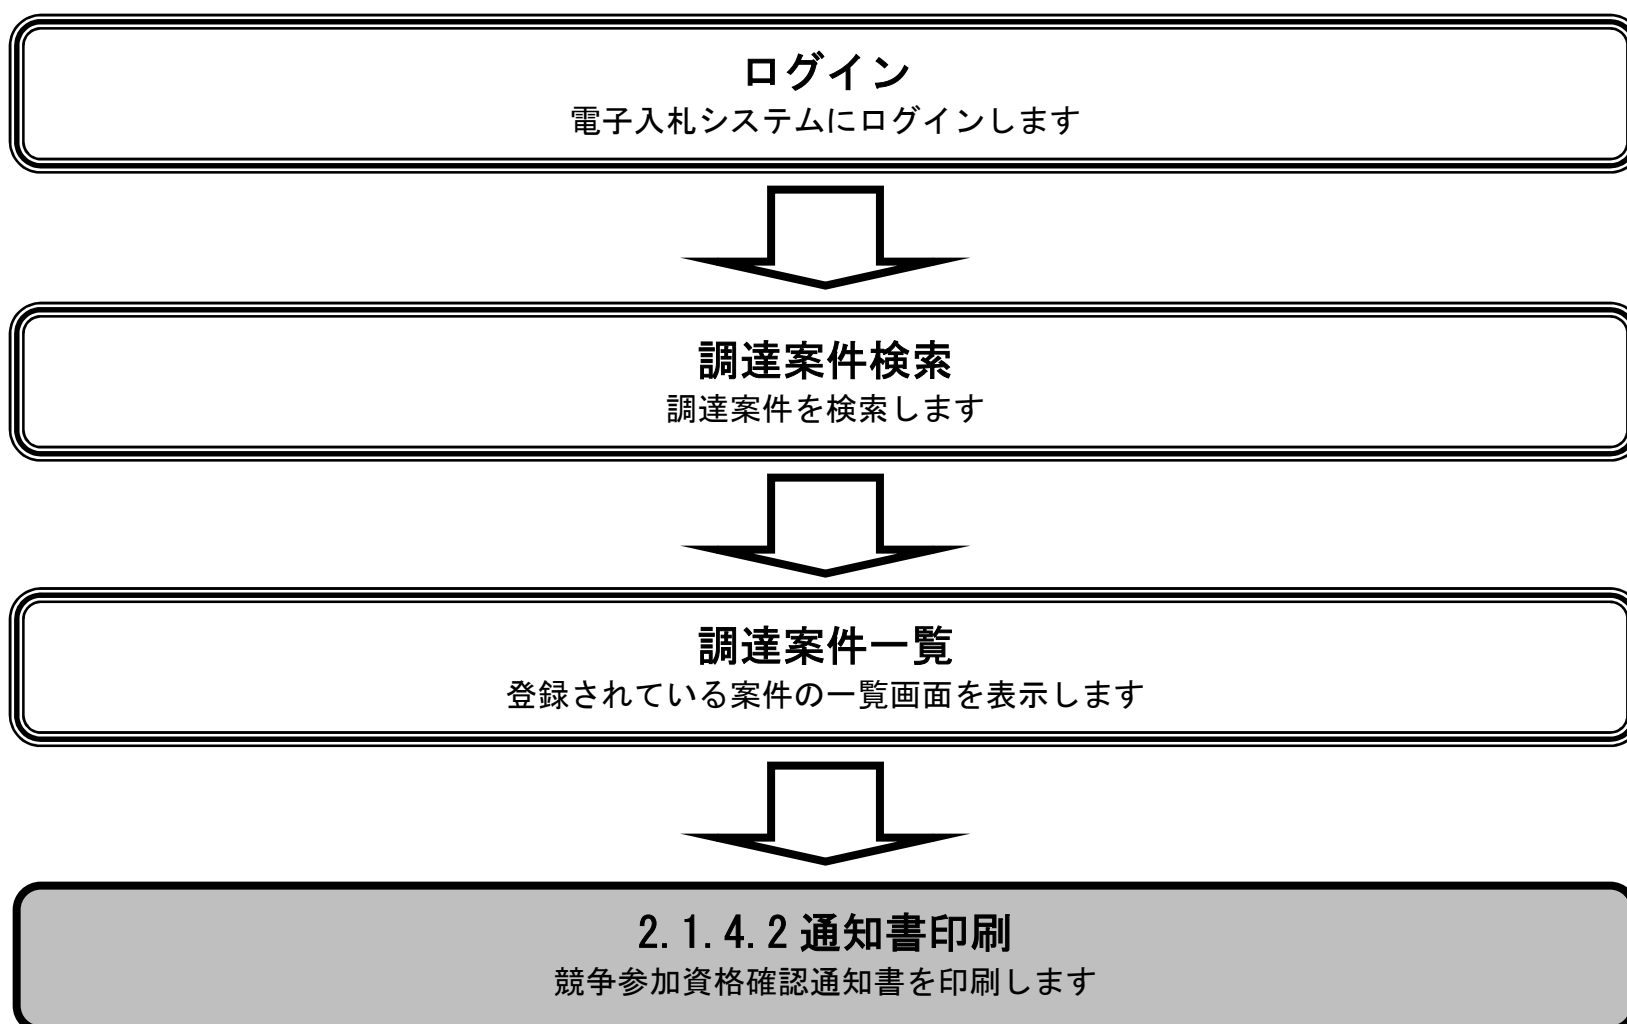 ログイン
電子入札システムにログインします
調達案件検索
調達案件を検索します
調達案件一覧
登録されている案件の一覧画面を表示します
2.1.4.2 通知書印刷
競争参加資格確認通知書を印刷します